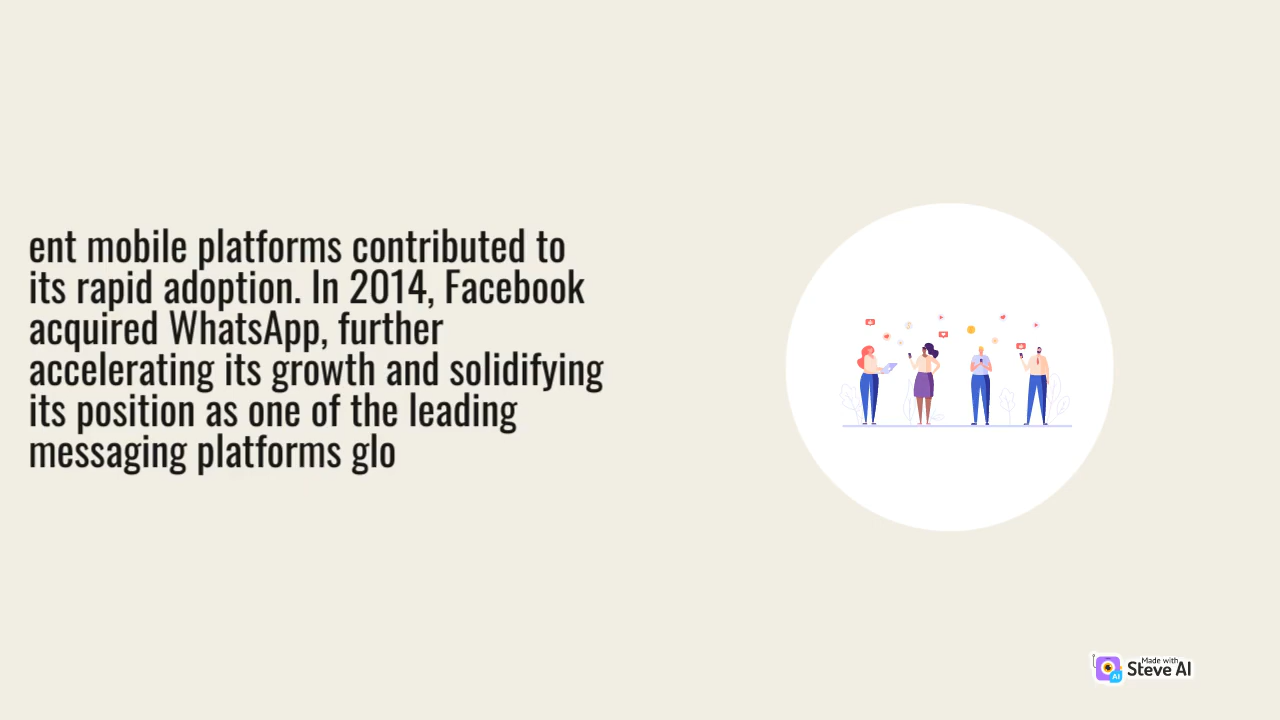 ent mobile platforms contributed to
its rapid adoption. In 2014, Facebook
acquired WhatsApp, further
accelerating its growth and solidifying
its position as one of the leading
messaging platforms glo
Made with
Steve AI
AI